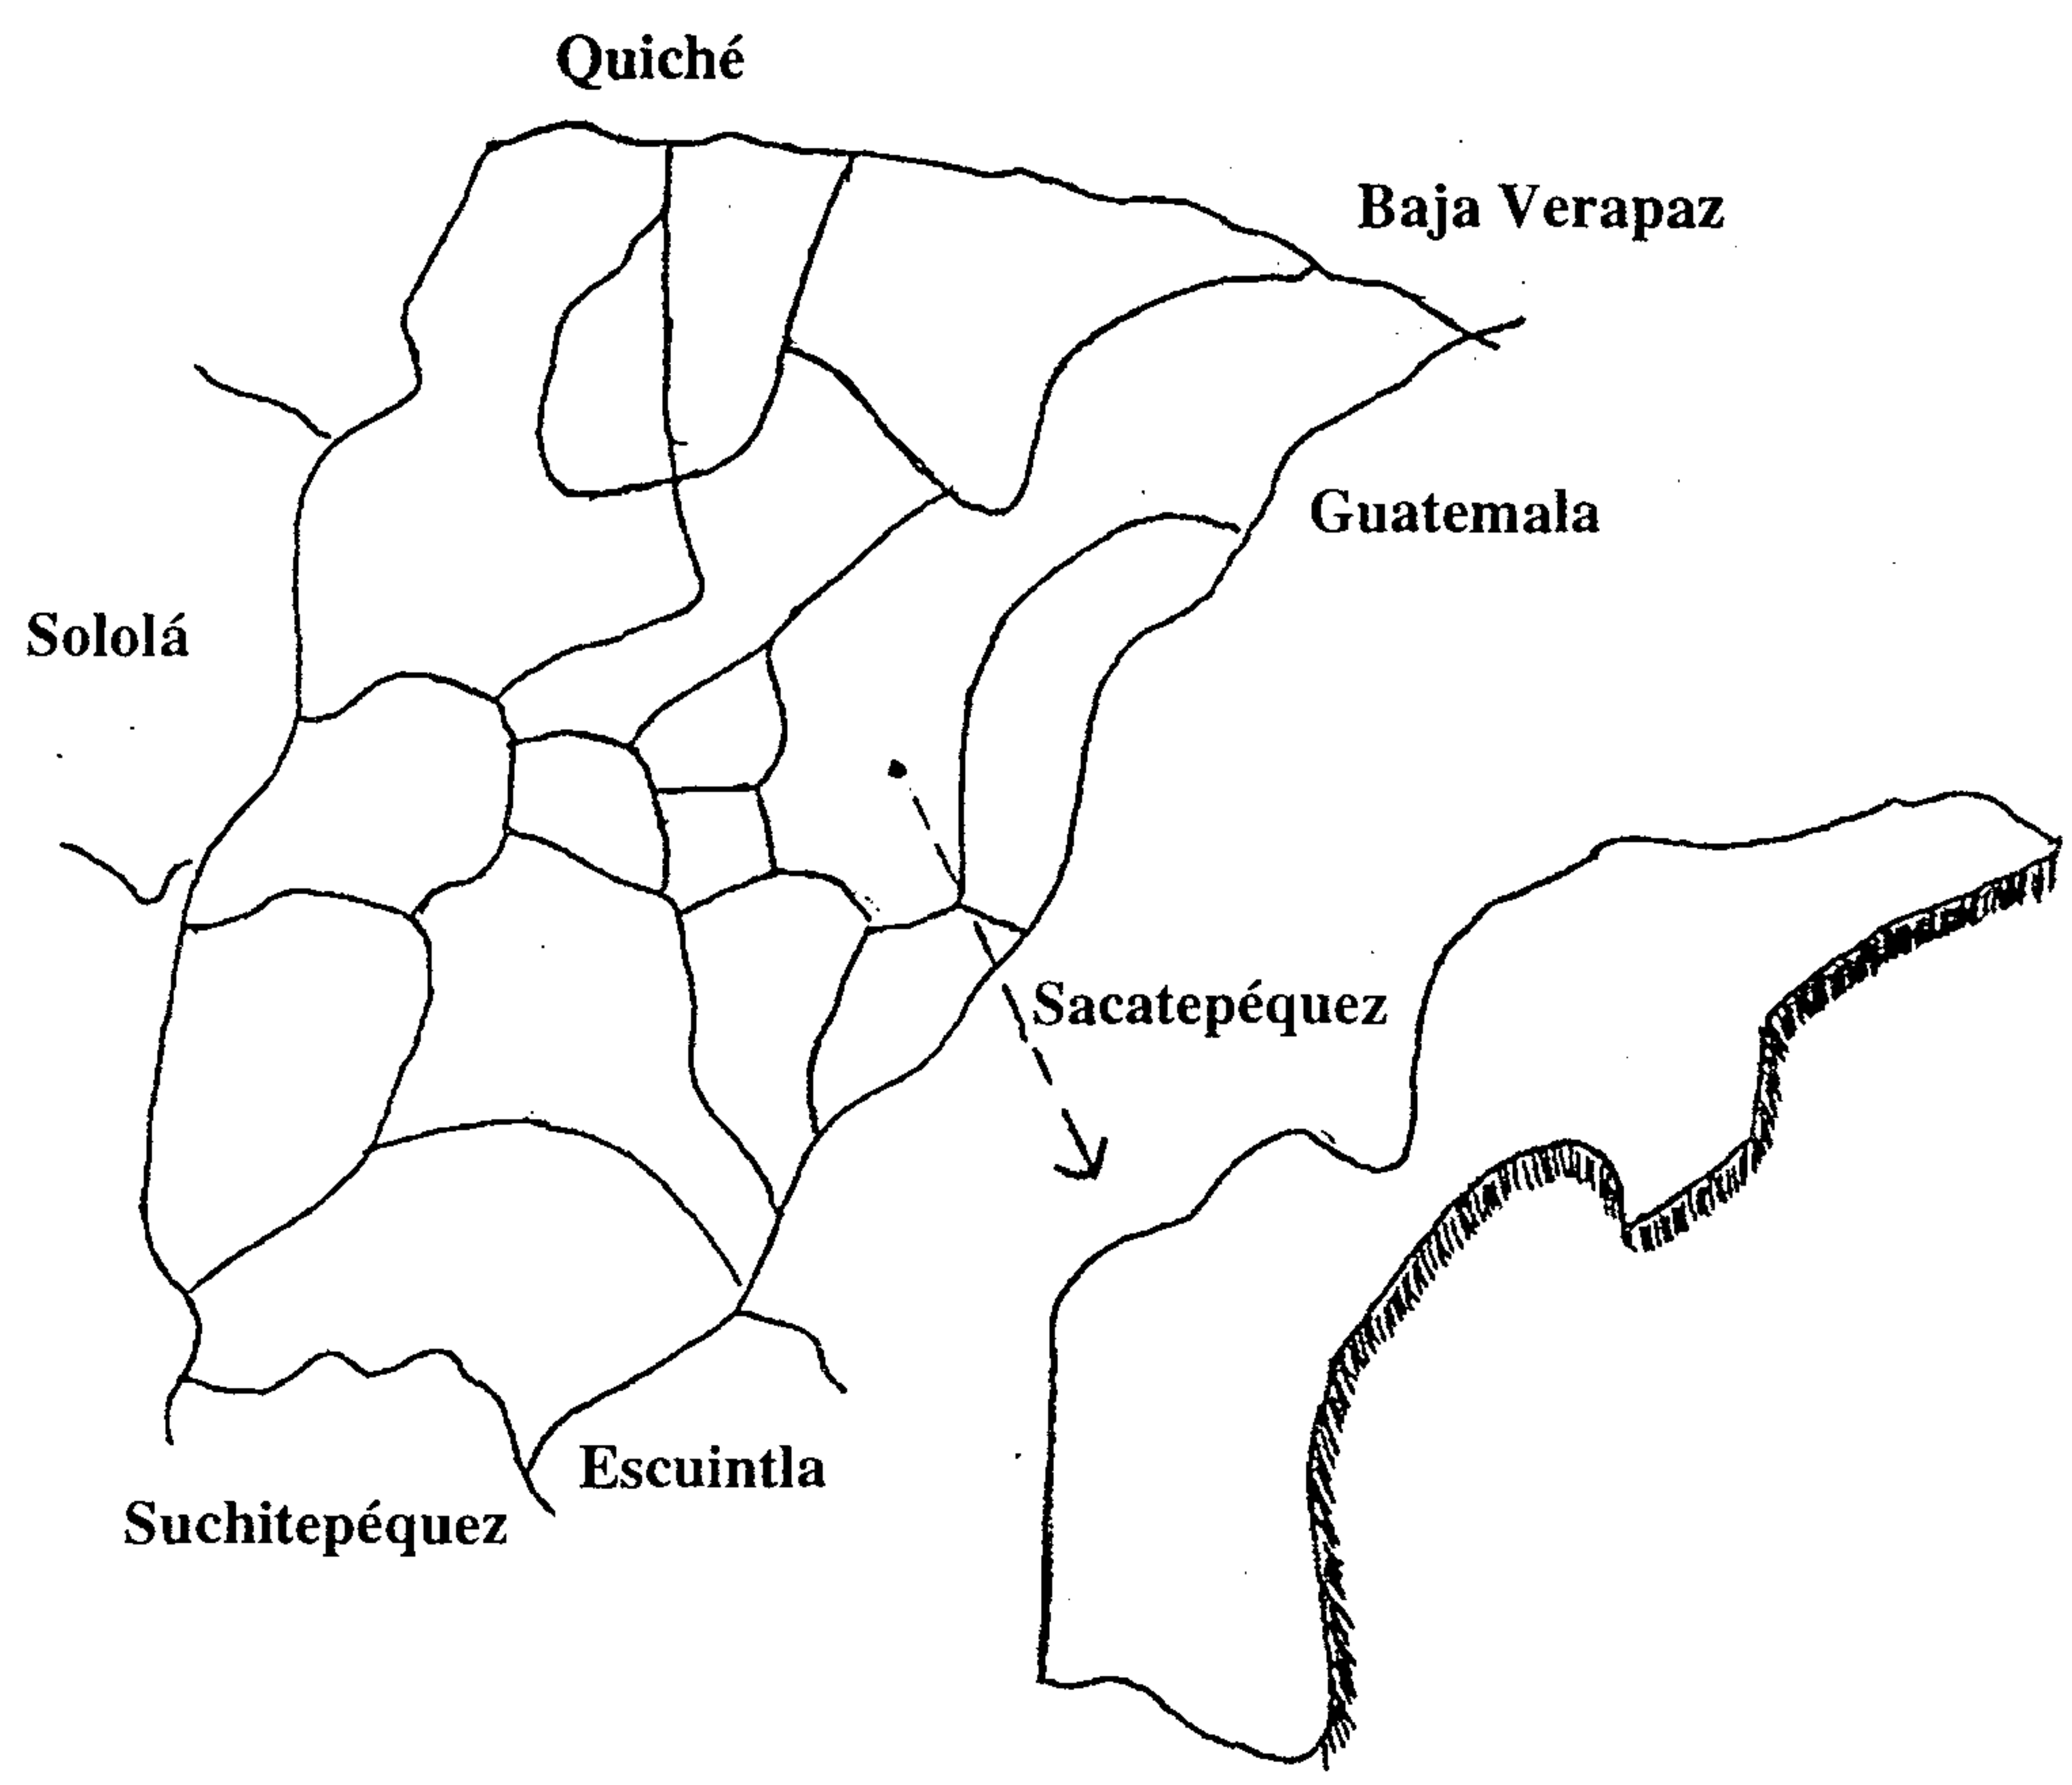 Quiché
Baja Verapaz
Guatemala
Sololá
Sacatepéquez
Escuintla
Suchitepéquez